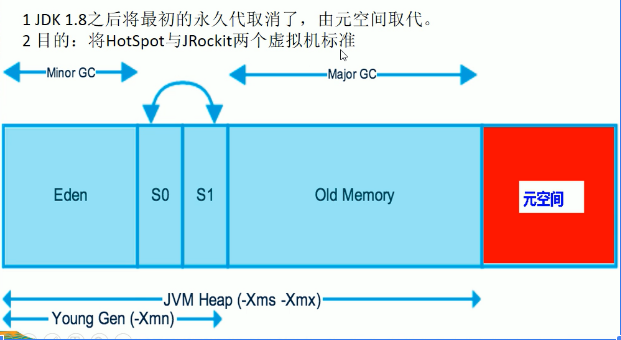 1 JDK 1.8之后将最初的永久代取消了，由元空间取代。
2 目的：将HotSpot与JRockit两个虚拟机标准
Minor GC
Major GC
Eden
S0
S1
Old Memory
元空间
JVM Heap (-Xms -Xmx)
Young Gen (-Xmn)